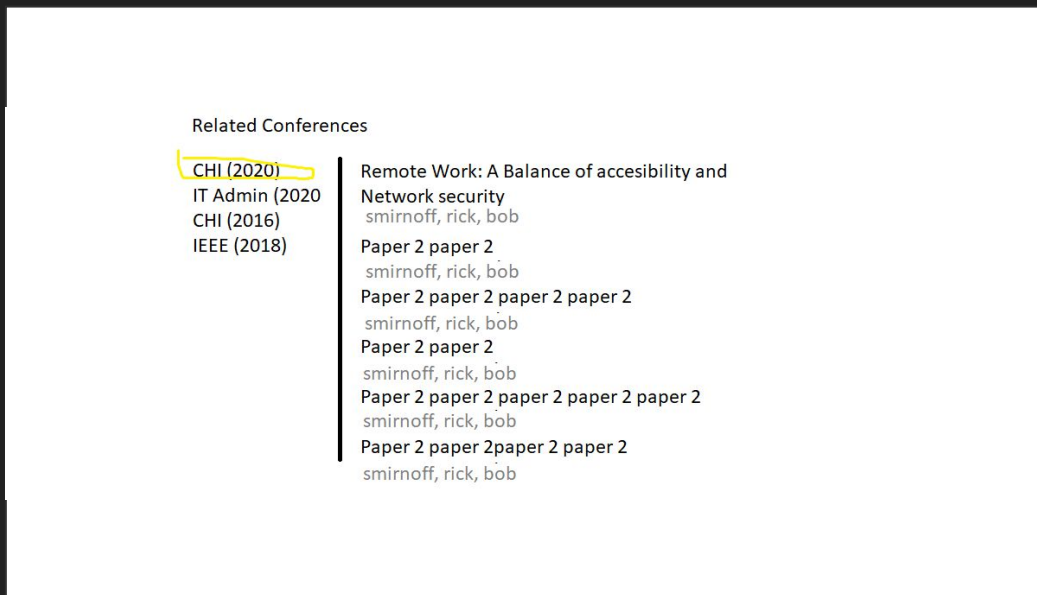 Related Conferences
CHI (2020)
IT Admin (2020
CHI (2016)
IEEE (2018)
Remote Work: A Balance of accesibility and
Network security
smirnoff, rick, bob
Paper 2 paper 2
smirnoff, rick, bob
Paper 2 paper 2 paper 2 paper 2
smirnoff, rick, bob
Paper 2 paper 2
smirnoff, rick, bob
Paper 2 paper 2 paper 2 paper 2 paper 2
smirnoff, rick, bob
Paper 2 paper 2paper 2 paper 2
smirnoff, rick, bob